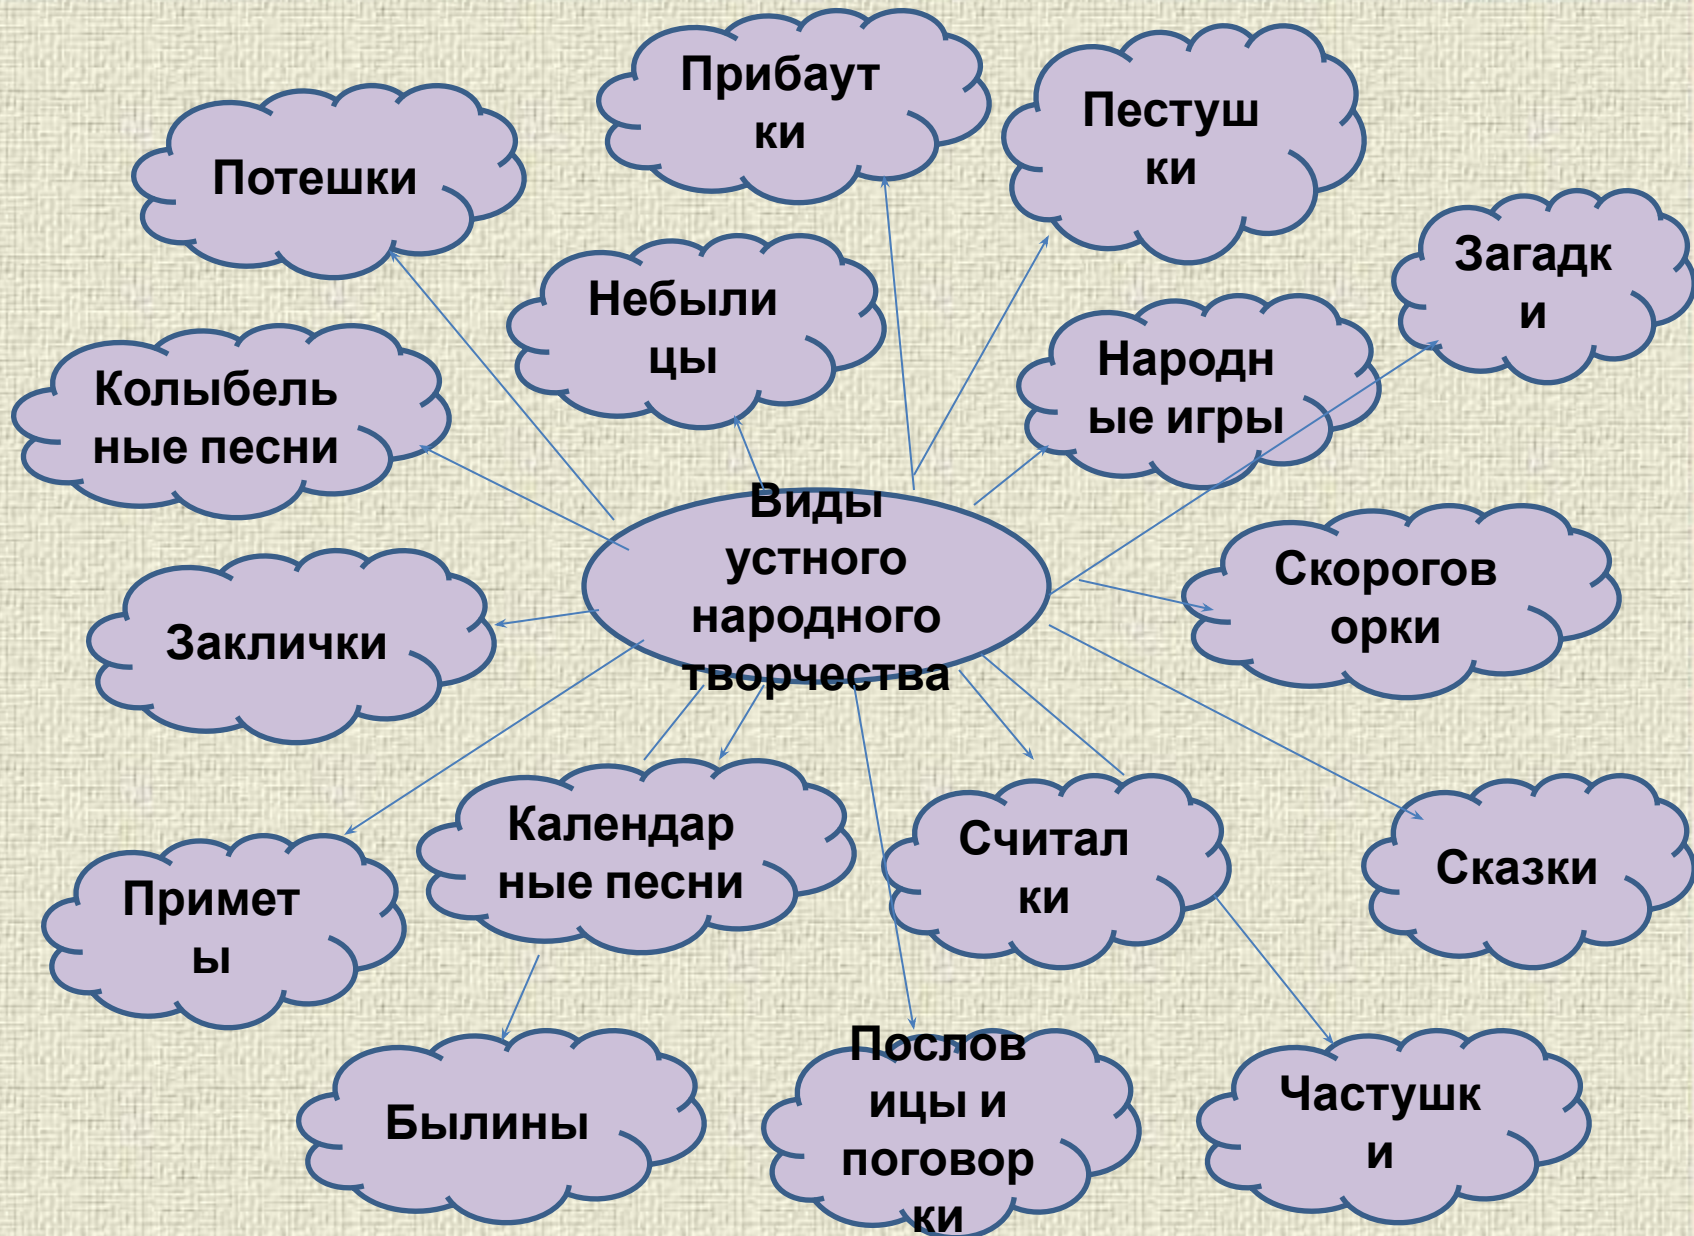 Прибаут
ки
Пестуш
ки
Потешки
Загадк
и
Небыли
цы
Народн
ые игры
Колыбель
ные песни
Виды
устного
народного
творчества
Скорогов
орки
Заклички
Календар
ные песни
Считал
ки
Сказки
Примет
ы
Былины
Послов
ицы и
поговор
ки
Частушк
и